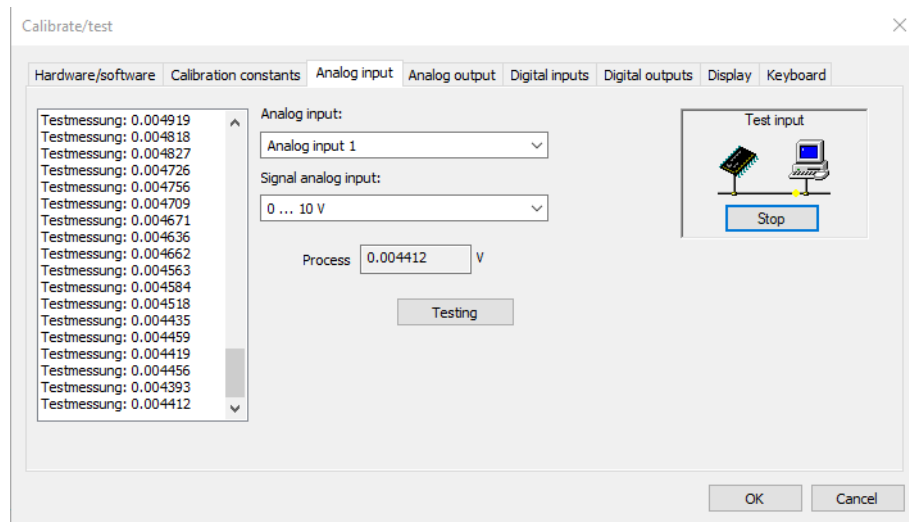 Calibrate/test
Hardware/software
Calibration constants
Analog input
Analog output
Digital inputs
Digital outputs
Display
Keyboard
Testmessung: 0.004919
Testmessung: 0.004818
Testmessung: 0.004827
Testmessung: 0.004726
Testmessung: 0.004756
Testmessung: 0.004709
Testmessung: 0.004671
Testmessung: 0.004636
Testmessung: 0.004662
Testmessung: 0.004563
Testmessung: 0.004584
Testmessung: 0.004518
Testmessung: 0.004435
Testmessung: 0.004459
Testmessung: 0.004419
Testmessung: 0.004456
Testmessung: 0.004393
Testmessung: 0.004412
Analog input:
Analog input 1
Signal analog input:
0 ... 10 V
Process 0.004412 V
Testing
Test input
Stop
OK
Cancel